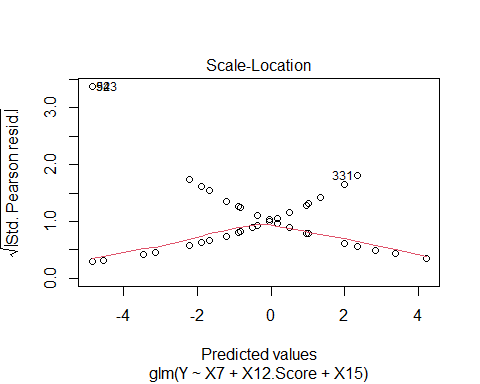 Scale-Location
√|Std. Pearson resid.|
3.0
2.0
1.0
0.0
331
-4 -2 0 2 4
Predicted values
glm(Y ~ X7 + X12.Score + X15)